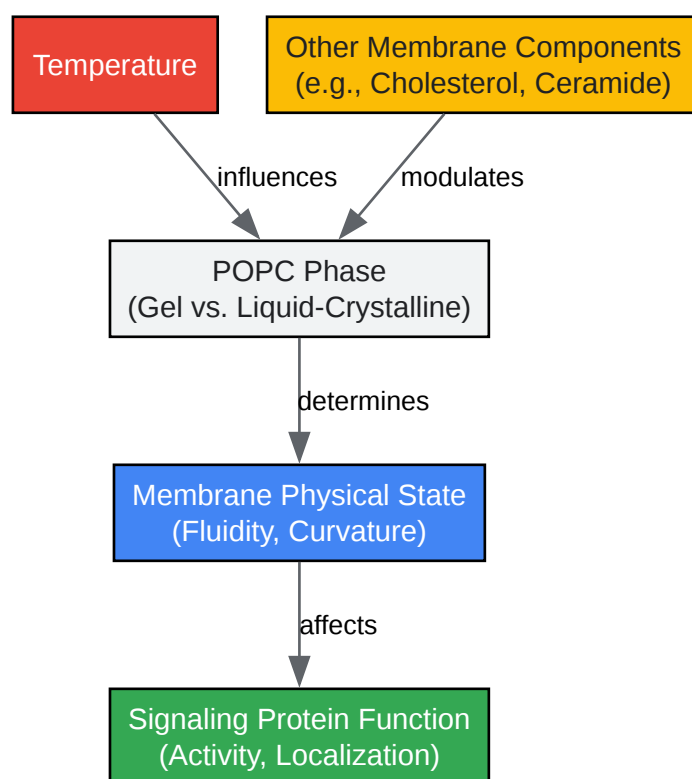 Temperature
Other Membrane Components
(e.g., Cholesterol, Ceramide)
influences
modulates
POPC Phase
(Gel vs. Liquid-Crystalline)
determines
Membrane Physical State
(Fluidity, Curvature)
affects
Signaling Protein Function
(Activity, Localization)